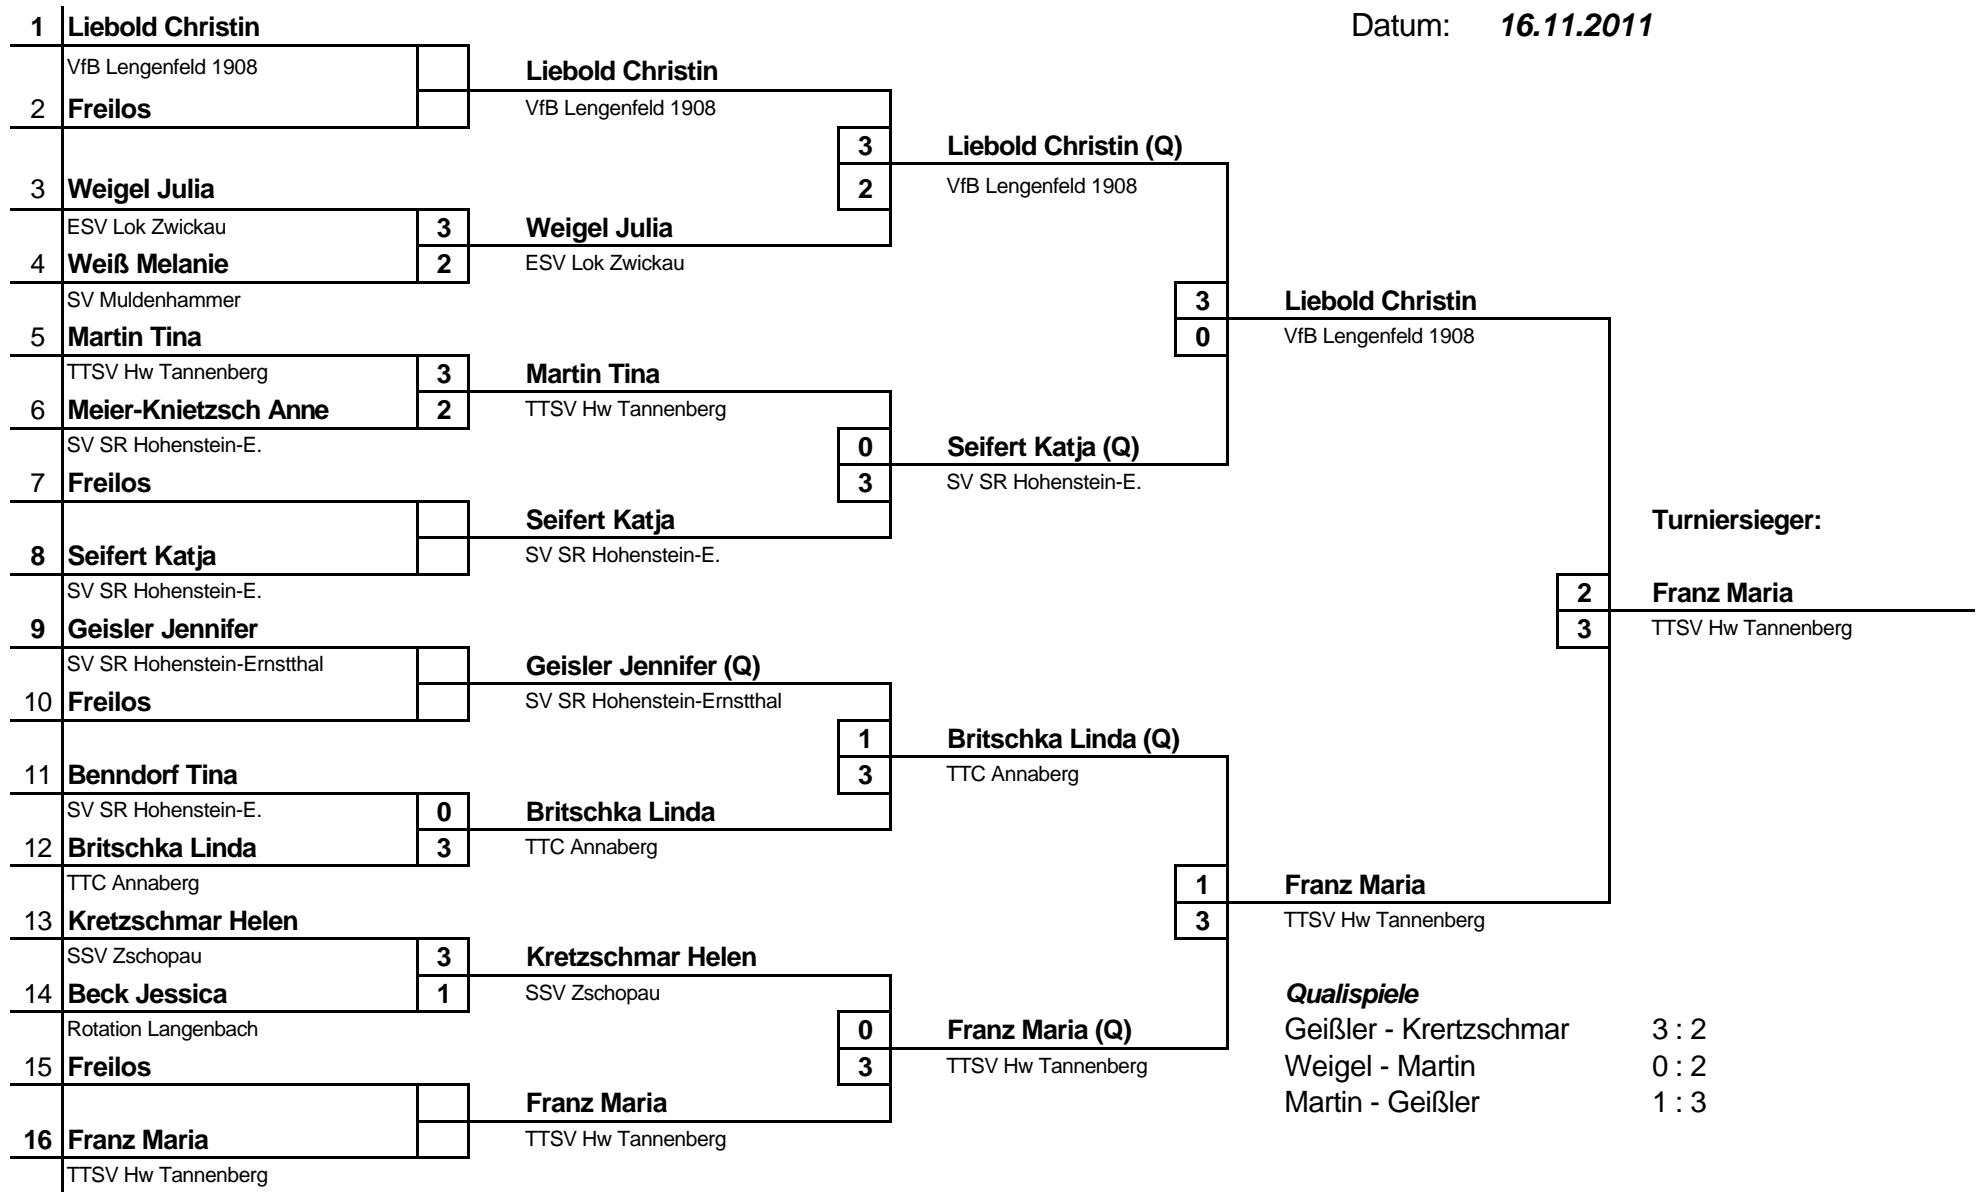 1 Liebold Christin Datum: 16.11.2011
VfB Lengenfeld 1908 Liebold Christin
2 Freilos VfB Lengenfeld 1908
3 Liebold Christin (Q)
3 Weigel Julia 2 VfB Lengenfeld 1908
ESV Lok Zwickau 3 Weigel Julia
4 Weiß Melanie 2 ESV Lok Zwickau
SV Muldenhammer 3 Liebold Christin
5 Martin Tina 0 VfB Lengenfeld 1908
TTSV Hw Tannenberg 3 Martin Tina
6 Meier-Knietzsch Anne 2 TTSV Hw Tannenberg
SV SR Hohenstein-E. 0 Seifert Katja (Q)
7 Freilos 3 SV SR Hohenstein-E.
Seifert Katja Turniersieger:
8 Seifert Katja SV SR Hohenstein-E.
SV SR Hohenstein-E. 2 Franz Maria
9 Geisler Jennifer 3 TTSV Hw Tannenberg
SV SR Hohenstein-Ernstthal Geisler Jennifer (Q)
10 Freilos SV SR Hohenstein-Ernstthal
1 Britschka Linda (Q)
11 Benndorf Tina 3 TTC Annaberg
SV SR Hohenstein-E. 0 Britschka Linda
12 Britschka Linda 3 TTC Annaberg
TTC Annaberg 1 Franz Maria
13 Kretzschmar Helen 3 TTSV Hw Tannenberg
SSV Zschopau 3 Kretzschmar Helen
14 Beck Jessica 1 SSV Zschopau Qualispiele
Rotation Langenbach 0 Franz Maria (Q) Geißler - Krertzschmar 3 : 2
15 Freilos 3 TTSV Hw Tannenberg Weigel - Martin 0 : 2
Franz Maria Martin - Geißler 1 : 3
16 Franz Maria TTSV Hw Tannenberg
TTSV Hw Tannenberg